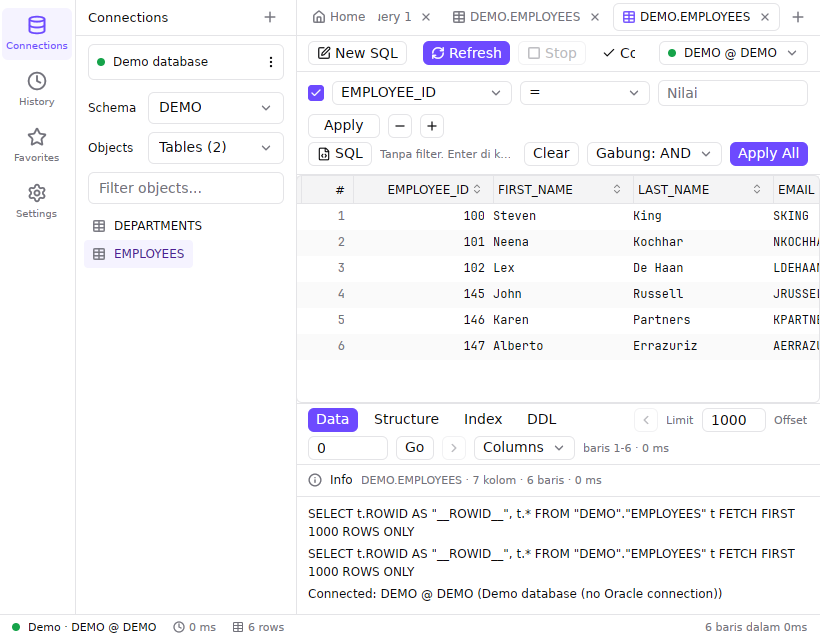 Connections
History
Favorites
Settings
Connections
Demo database
Schema DEMO
Objects Tables (2)
Filter objects...
DEPARTMENTS
EMPLOYEES
Home
ury 1
DEMO.EMPLOYEES
DEMO.EMPLOYEES
New SQL
Refresh
Stop
Cc
DEMO @ DEMO
EMPLOYEE_ID
=
Nilai
Apply
SQL
Tanpa filter. Enter di k...
Clear
Gabung: AND
Apply All
# EMPLOYEE_ID FIRST_NAME LAST_NAME EMAIL
1 100 Steven King SKING
2 101 Neena Kochhar NKOCHHA
3 102 Lex De Haan LDEHAAN
4 145 John Russell JRUSSEL
5 146 Karen Partners KPARTNE
6 147 Alberto Errazuriz AERRAZU
Data Structure Index DDL
Limit 1000 Offset
0 Go Columns baris 1-6 · 0 ms
Info DEMO.EMPLOYEES · 7 kolom · 6 baris · 0 ms
SELECT t.ROWID AS "__ROWID__", t.* FROM "DEMO"."EMPLOYEES" t FETCH FIRST
1000 ROWS ONLY
SELECT t.ROWID AS "__ROWID__", t.* FROM "DEMO"."EMPLOYEES" t FETCH FIRST
1000 ROWS ONLY
Connected: DEMO @ DEMO (Demo database (no Oracle connection))
Demo · DEMO @ DEMO 0 ms 6 rows 6 baris dalam 0ms